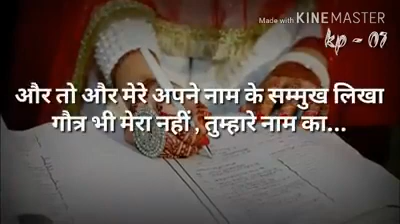 Made with KINEMASTER
kp - 07
और तो और मेरे अपने नाम के सम्मुख लिखा
गौत्र भी मेरा नहीं , तुम्हारे नाम का...